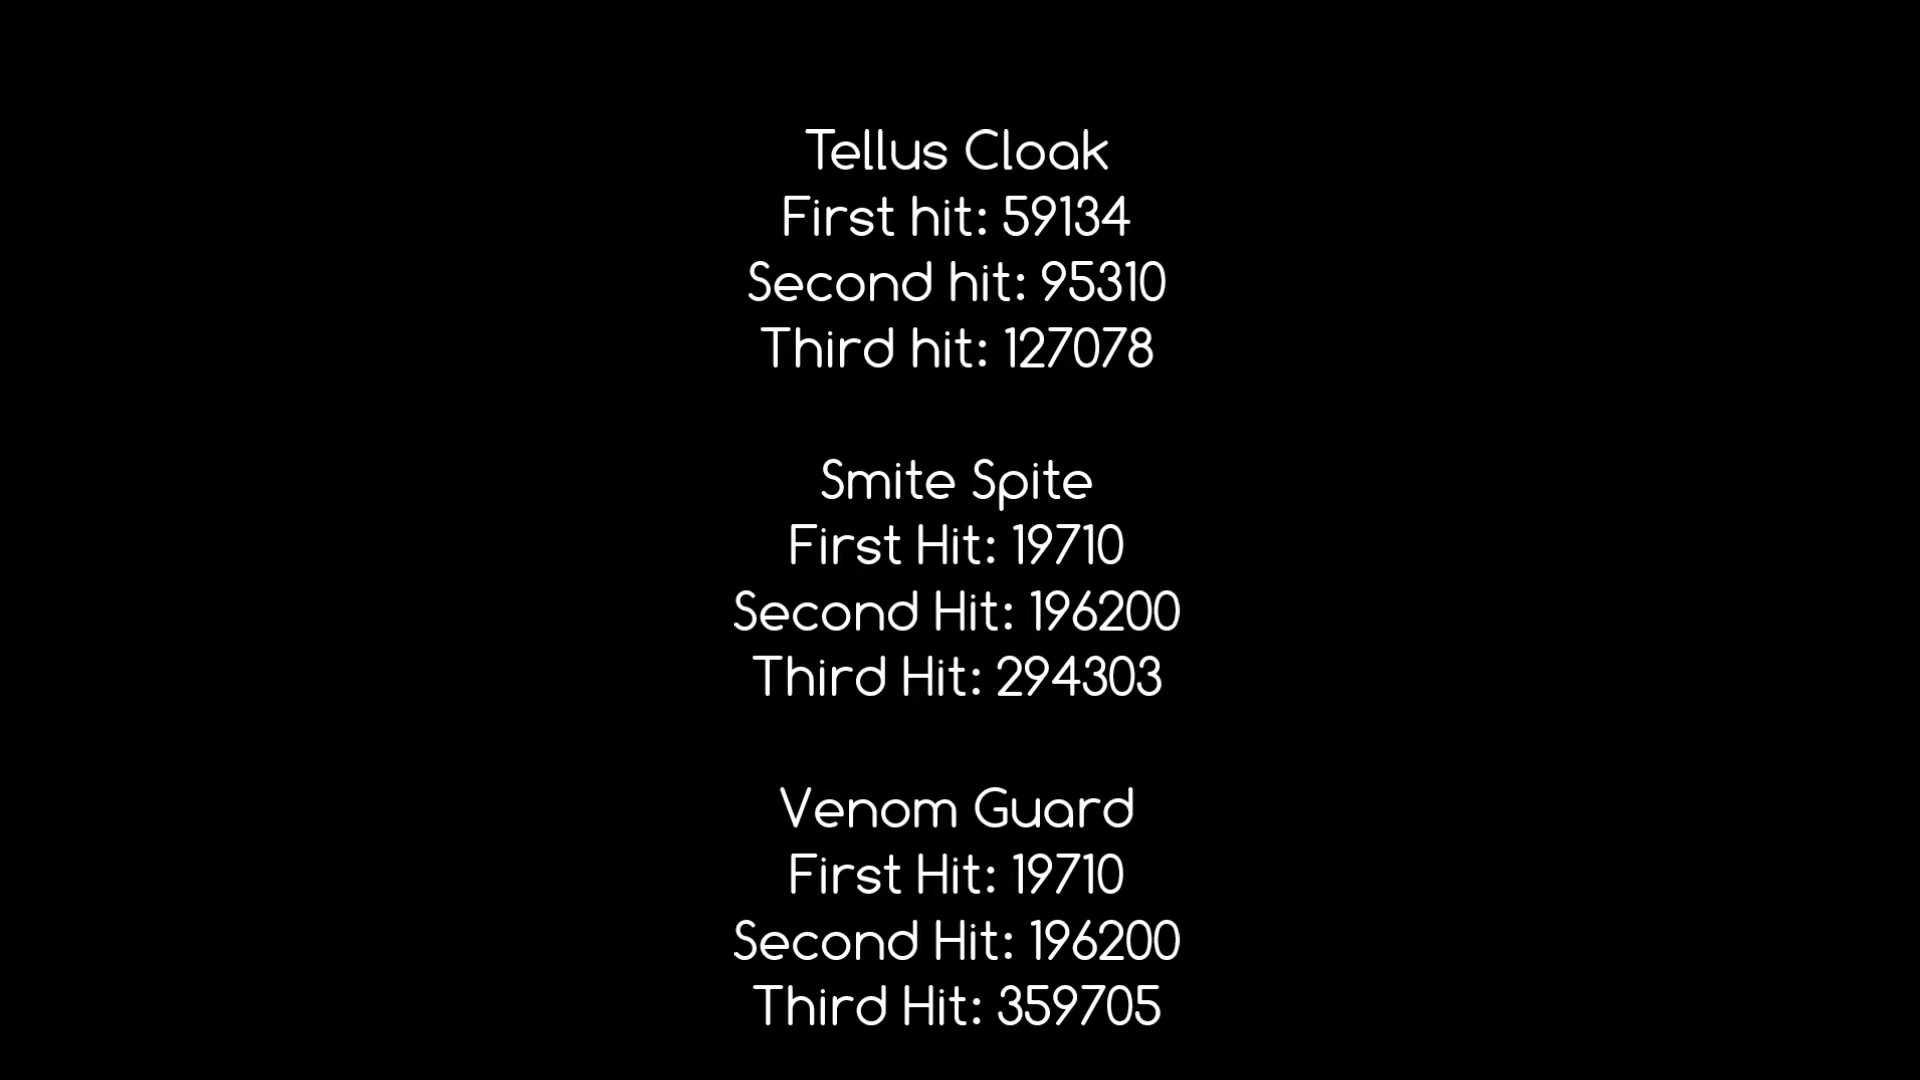 Tellus Cloak
First hit: 59134
Second hit: 95310
Third hit: 127078
Smite Spite
First Hit: 19710
Second Hit: 196200
Third Hit: 294303
Venom Guard
First Hit: 19710
Second Hit: 196200
Third Hit: 359705